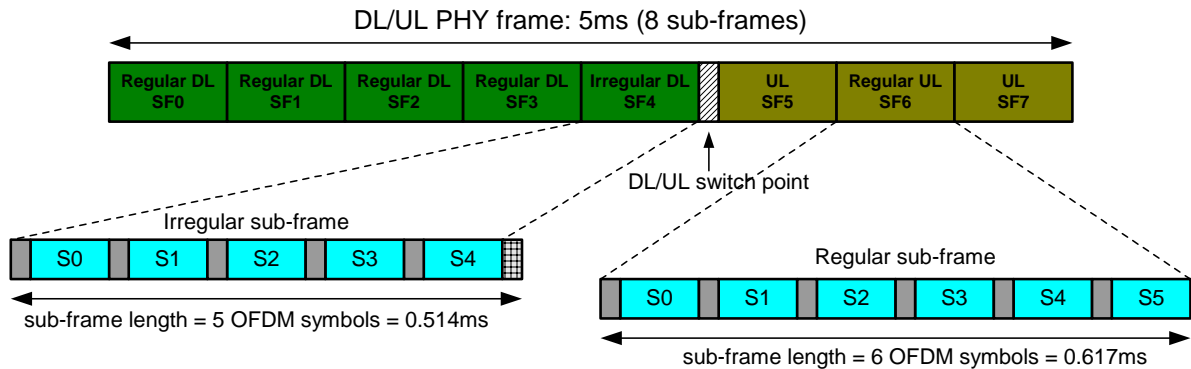 DL/UL PHY frame: 5ms (8 sub-frames)
Regular DL
SF0
Regular DL
SF1
Regular DL
SF2
Regular DL
SF3
Irregular DL
SF4
UL
SF5
Regular UL
SF6
UL
SF7
DL/UL switch point
Irregular sub-frame
S0
S1
S2
S3
S4
sub-frame length = 5 OFDM symbols = 0.514ms
Regular sub-frame
S0
S1
S2
S3
S4
S5
sub-frame length = 6 OFDM symbols = 0.617ms